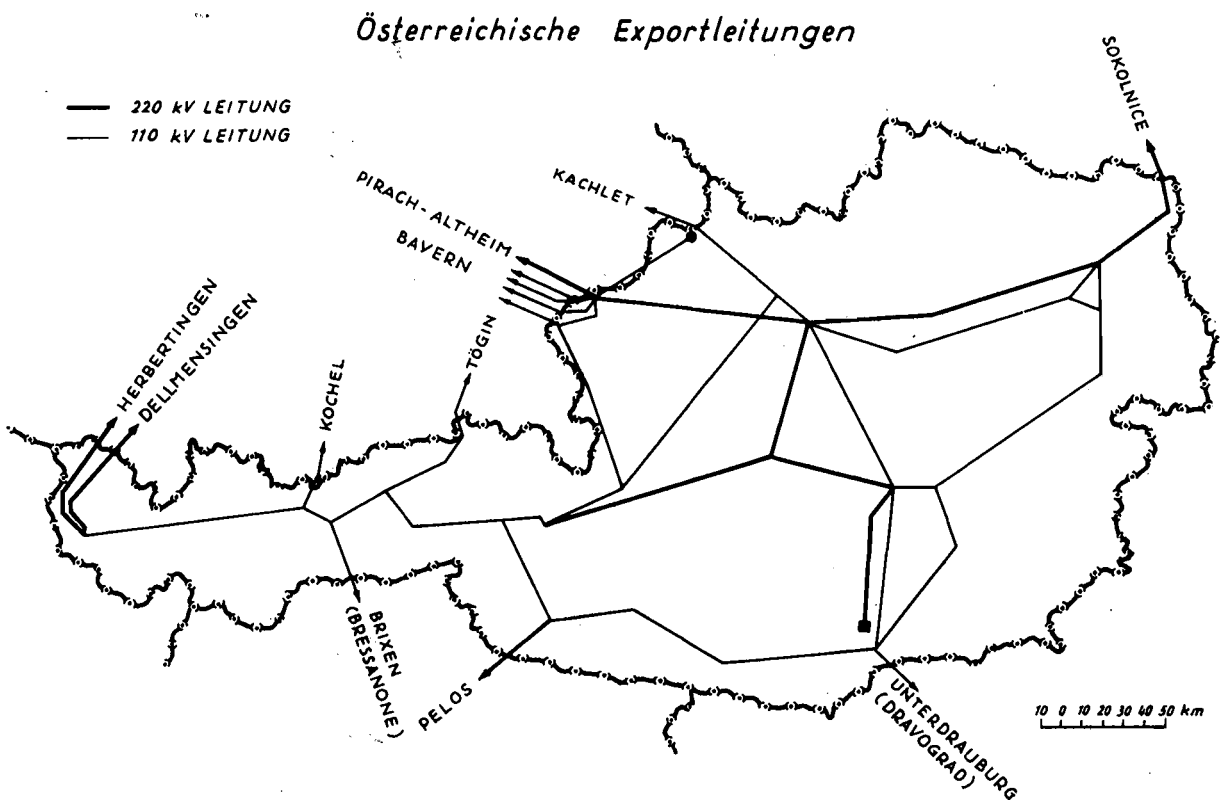 Österreichische Exportleitungen
220 kV LEITUNG
110 kV LEITUNG
SOKOLNICE
KACHLET
PIRACH-ALTHEIM
BAYERN
HERBERTINGEN
DELLMENSINGEN
KOCHEL
TÖGIN
BRIXEN
(BRESSANONE)
PELOS
UNTERDRAUBURG
(DRAVOGRAD)
10 0 10 20 30 40 50 km